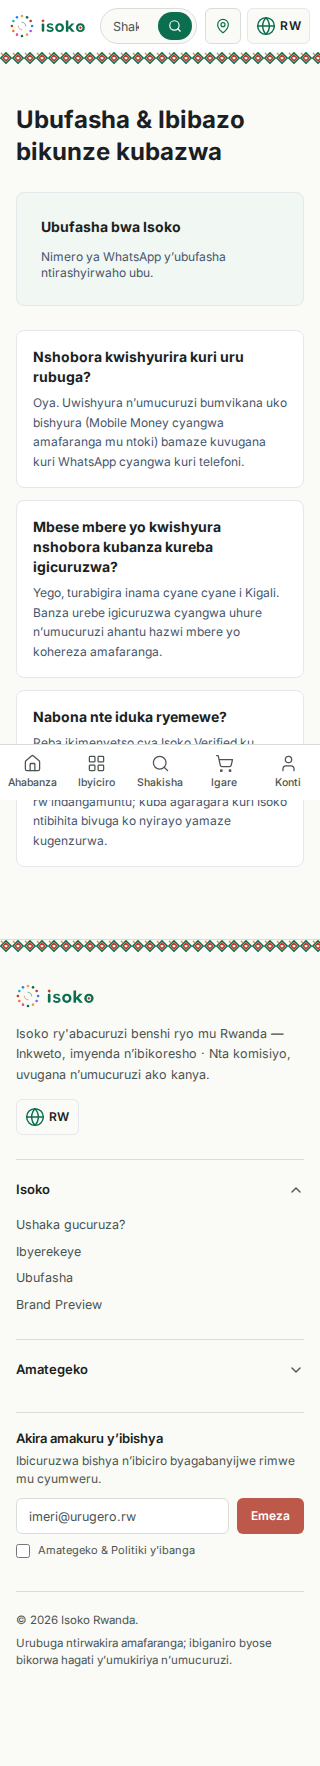 isoko
Shak
RW
Ubufasha & Ibibazo
bikunze kubazwa
Ubufasha bwa Isoko
Nimero ya WhatsApp y’ubufasha
ntirashyirwaho ubu.
Nshobora kwishyurira kuri uru
rubuga?
Oya. Uwishyura n’umucuruzi bumvikana uko
bishyura (Mobile Money cyangwa
amafaranga mu ntoki) bamaze kuvugana
kuri WhatsApp cyangwa kuri telefoni.
Mbese mbere yo kwishyura
nshobora kubanza kureba
igicuruzwa?
Yego, turabigira inama cyane cyane i Kigali.
Banza urebe igicuruzwa cyangwa uhure
n’umucuruzi ahantu hazwi mbere yo
kohereza amafaranga.
Nabona nte iduka ryemewe?
Reba ikimenyetso cya Isoko Verified ku
Ahabanza
Ibyiciro
Shakisha
Igare
Konti
rw'indangamuntu; kuba agaragara kuri Isoko
ntibihita bivuga ko nyirayo yamaze
kugenzurwa.
isoko
Isoko ry'abacuruzi benshi ryo mu Rwanda —
Inkweto, imyenda n’ibikoresho · Nta komisiyo,
uvugana n’umucuruzi ako kanya.
RW
Isoko
Ushaka gucuruza?
Ibyerekeye
Ubufasha
Brand Preview
Amategeko
Akira amakuru y’ibishya
Ibicuruzwa bishya n’ibiciro byagabanyijwe rimwe
mu cyumweru.
imeri@urugero.rw
Emeza
Amategeko & Politiki y'ibanga
© 2026 Isoko Rwanda.
Urubuga ntirwakira amafaranga; ibiganiro byose
bikorwa hagati y’umukiriya n’umucuruzi.